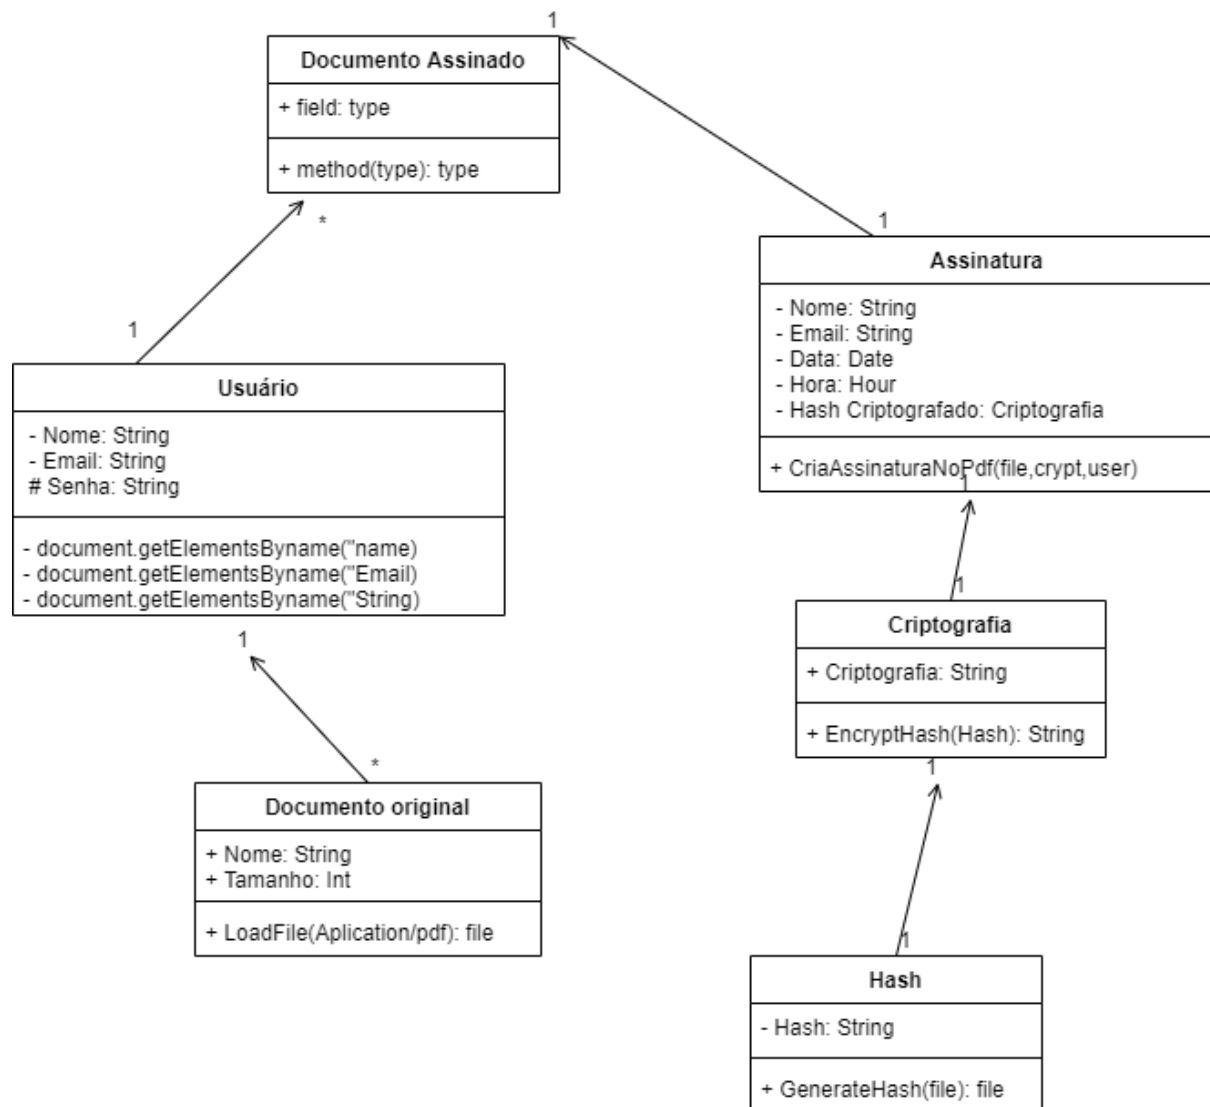 1
Documento Assinado
+ field: type
+ method(type): type
*
1
1
Assinatura
- Nome: String
- Email: String
- Data: Date
- Hora: Hour
- Hash Criptografado: Criptografia
+ CriaAssinaturaNoPdf(file,crypt,user)
1
Usuário
- Nome: String
- Email: String
# Senha: String
- document.getElementsByname("name)
- document.getElementsByname("Email)
- document.getElementsByname("String)
1
*
Documento original
+ Nome: String
+ Tamanho: Int
+ LoadFile(Aplication/pdf): file
1
Criptografia
+ Criptografia: String
+ EncryptHash(Hash): String
1
1
Hash
- Hash: String
+ GenerateHash(file): file